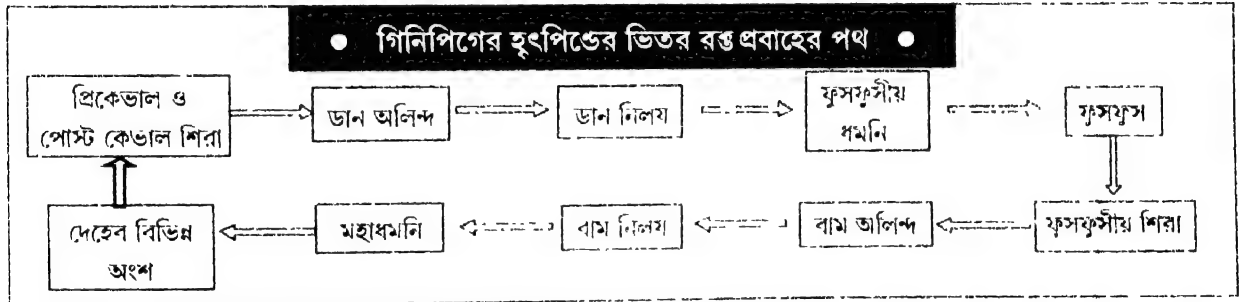 ● গিনিপিগের হৃৎপিণ্ডের ভিতর রক্ত প্রবাহের পথ ●
প্রিকেভাল ও
পোস্ট কেভাল শিরা
ডান অলিন্দ
ডান নিলয়
ফুসফুসীয়
ধমনি
ফুসফুস
ফুসফুসীয় শিরা
বাম অলিন্দ
বাম নিলয়
মহাধমনি
দেহের বিভিন্ন
অংশ